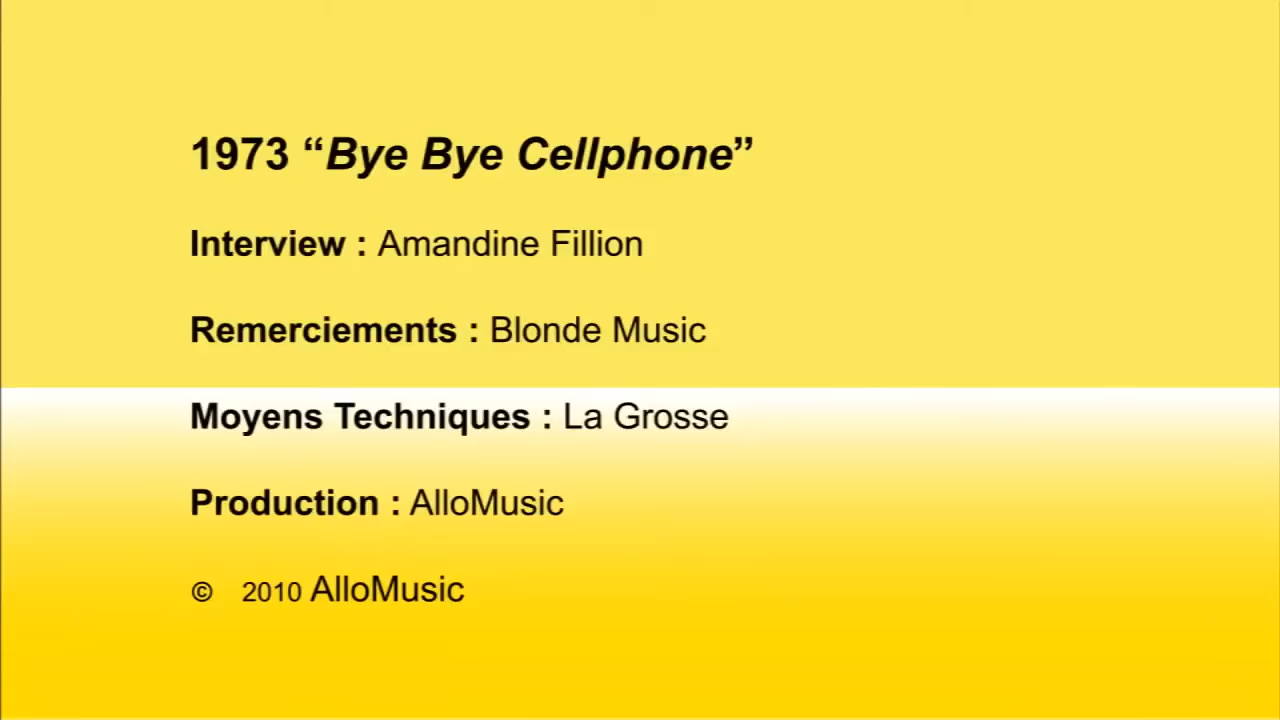 1973 “Bye Bye Cellphone”
Interview : Amandine Fillion
Remerciements : Blonde Music
Moyens Techniques : La Grosse
Production : AlloMusic
© 2010 AlloMusic